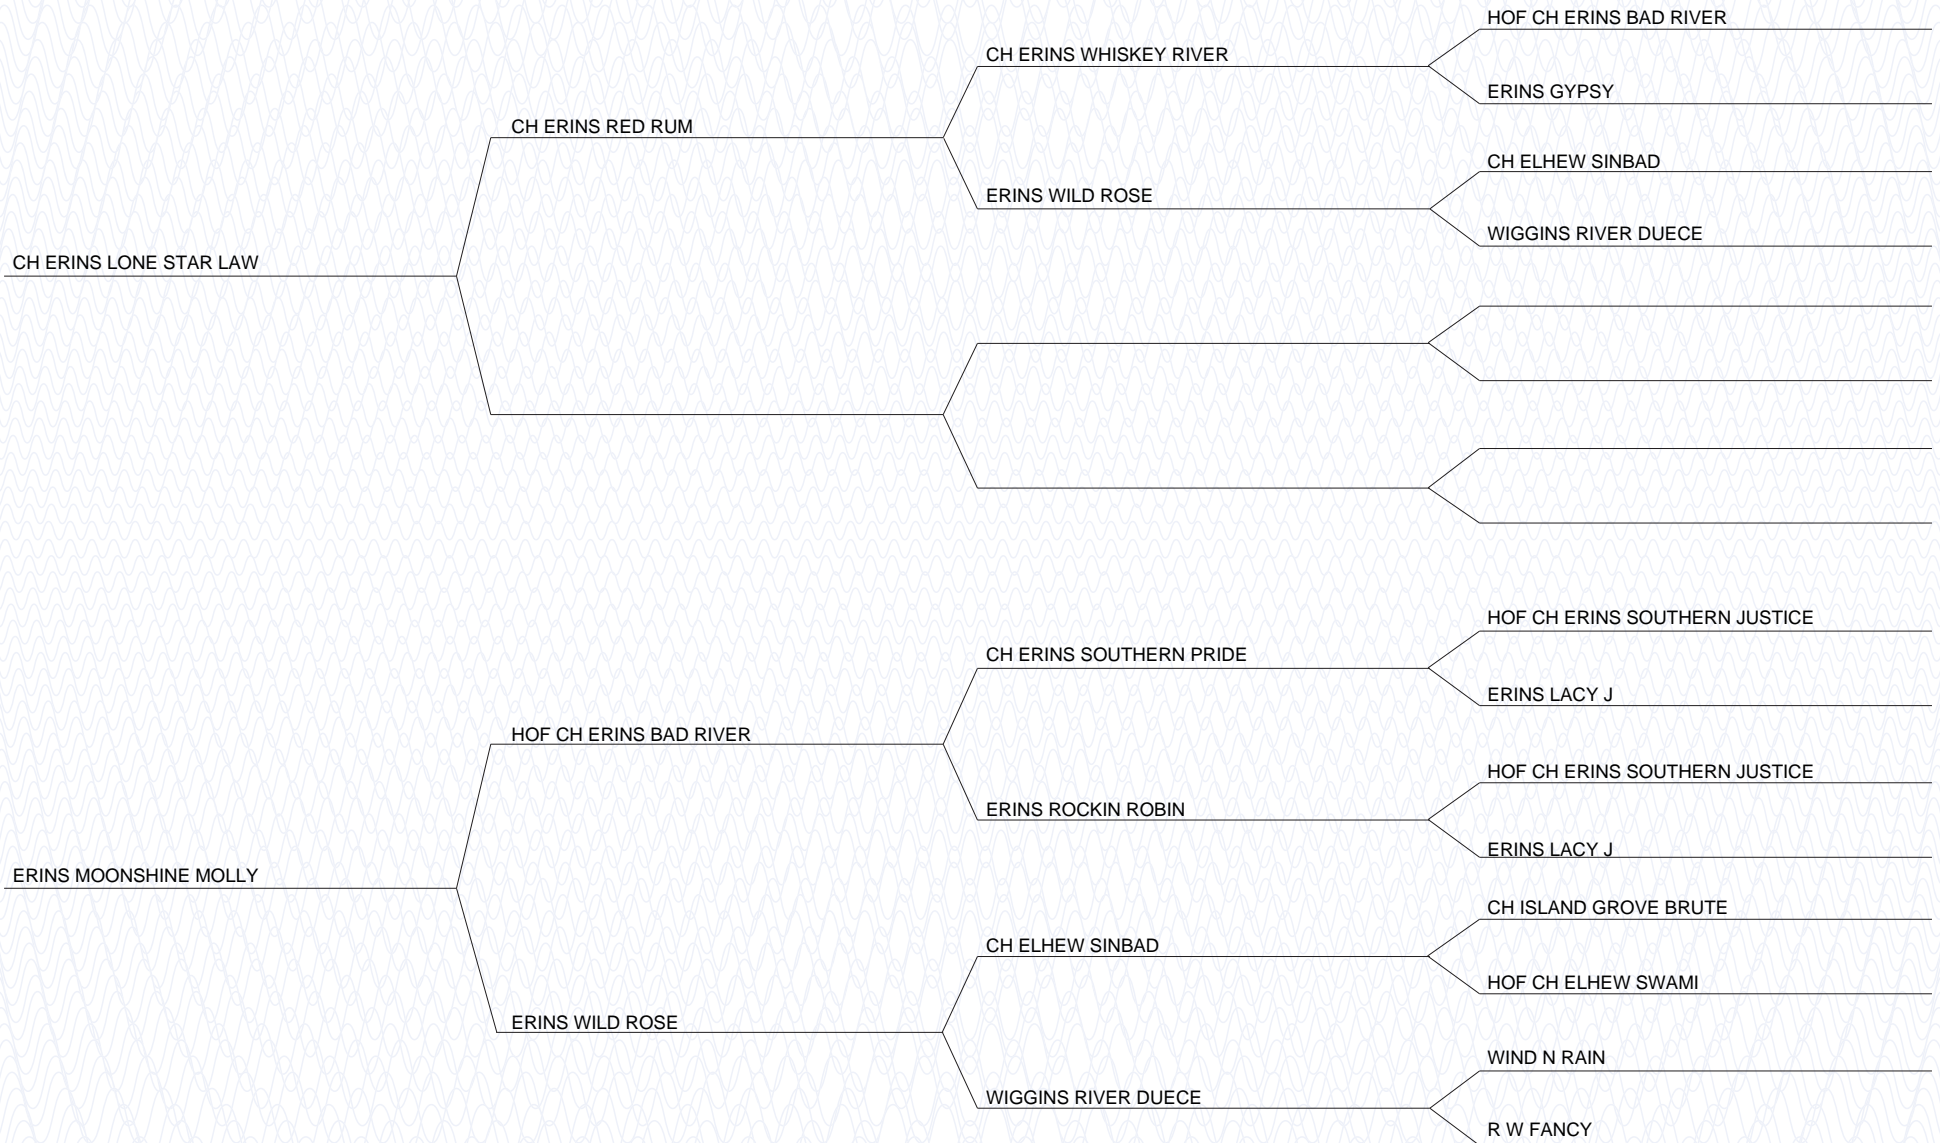 HOF CH ERINS BAD RIVER
CH ERINS WHISKEY RIVER
ERINS GYPSY
CH ERINS RED RUM
CH ELHEW SINBAD
ERINS WILD ROSE
WIGGINS RIVER DUECE
CH ERINS LONE STAR LAW
HOF CH ERINS SOUTHERN JUSTICE
CH ERINS SOUTHERN PRIDE
ERINS LACY J
HOF CH ERINS BAD RIVER
HOF CH ERINS SOUTHERN JUSTICE
ERINS ROCKIN ROBIN
ERINS LACY J
ERINS MOONSHINE MOLLY
CH ISLAND GROVE BRUTE
CH ELHEW SINBAD
HOF CH ELHEW SWAMI
ERINS WILD ROSE
WIND N RAIN
WIGGINS RIVER DUECE
R W FANCY